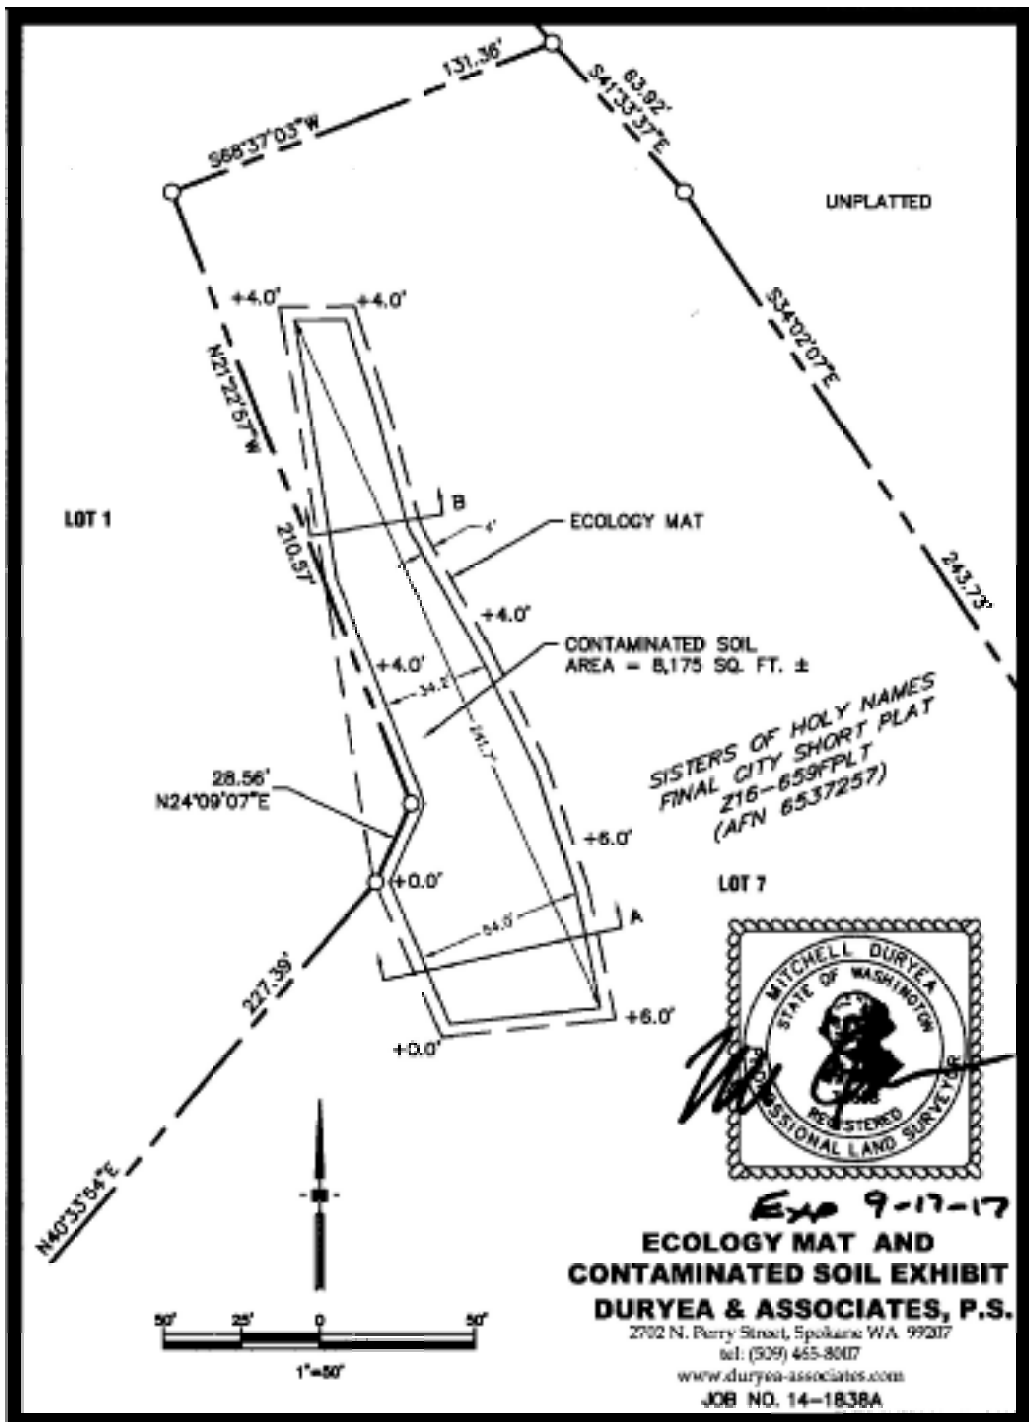 131.36'
S68°37'03"W
63.92'
S41°33'37"E
UNPLATTED
+4.0'
+4.0'
S34°02'07"E
N21°22'57"W
LOT 1
B
4'
ECOLOGY MAT
210.57'
243.73'
+4.0'
CONTAMINATED SOIL
AREA = 8,175 SQ. FT. ±
+4.0'
34.2'
241.7'
SISTERS OF HOLY NAMES
FINAL CITY SHORT PLAT
Z16-659FPLT
(AFN 6537257)
28.56'
N24°09'07"E
+6.0'
+0.0'
LOT 7
54.0'
A
227.39'
+6.0'
+0.0'
MITCHELL DURYEA
STATE OF WASHINGTON
REGISTERED
PROFESSIONAL LAND SURVEYOR
N40°33'54"E
Exp 9-17-17
ECOLOGY MAT AND
CONTAMINATED SOIL EXHIBIT
DURYEA & ASSOCIATES, P.S.
2702 N. Perry Street, Spokane WA 99207
tel: (509) 465-8007
www.duryea-associates.com
JOB NO. 14-1838A
50' 25' 0 50'
1"=50'